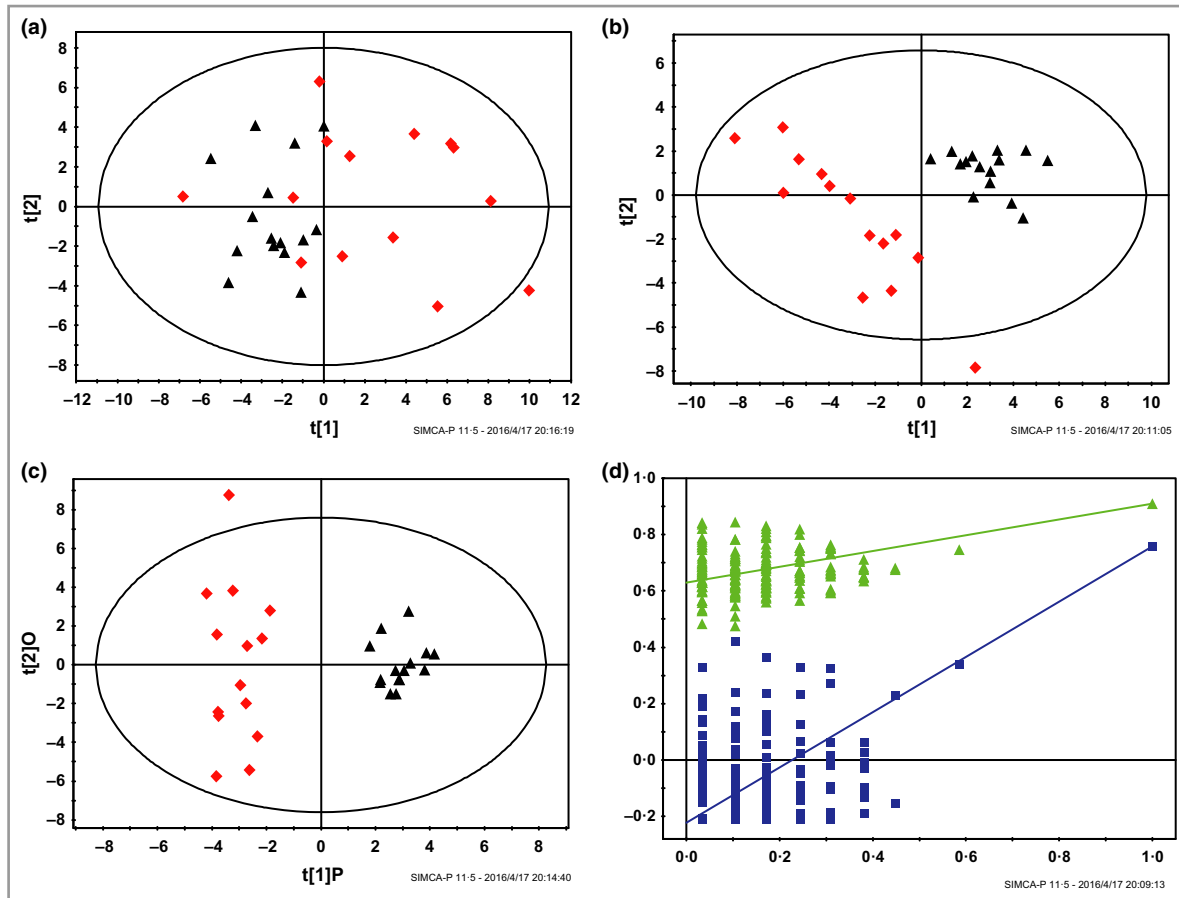 (a)
8
6
4
2
0
−2
−4
−6
−8
t[2]
−12 −10 −8 −6 −4 −2 0 2 4 6 8 10 12
t[1]
SIMCA-P 11·5 - 2016/4/17 20:16:19
(b)
6
4
2
0
−2
−4
−6
−8
t[2]
−10 −8 −6 −4 −2 0 2 4 6 8 10
t[1]
SIMCA-P 11·5 - 2016/4/17 20:11:05
(c)
8
6
4
2
0
−2
−4
−6
−8
t[2]O
−8 −6 −4 −2 0 2 4 6 8
t[1]P
SIMCA-P 11·5 - 2016/4/17 20:14:40
(d)
1·0
0·8
0·6
0·4
0·2
0·0
−0·2
0·0 0·2 0·4 0·6 0·8 1·0
SIMCA-P 11·5 - 2016/4/17 20:09:13